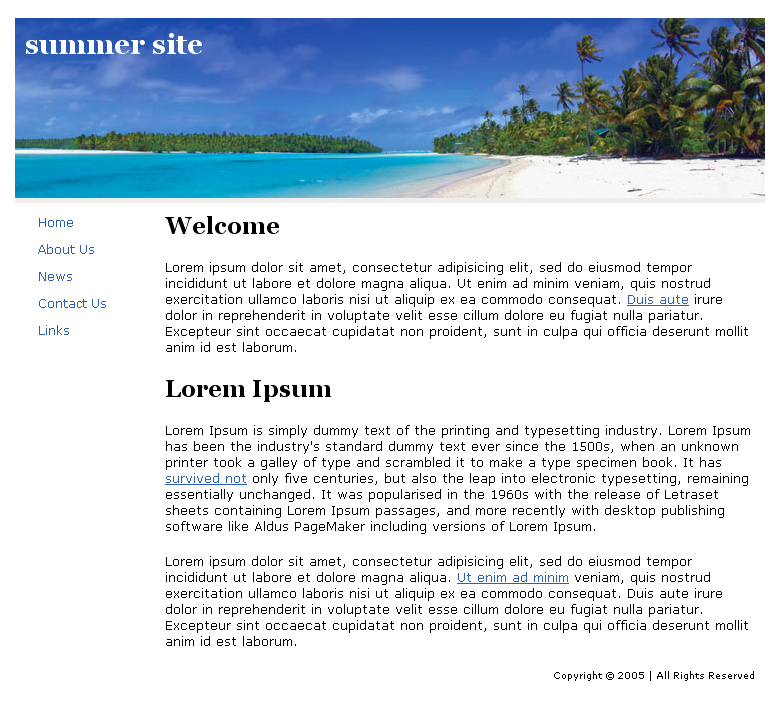 summer site
Home
About Us
News
Contact Us
Links
Welcome
Lorem ipsum dolor sit amet, consectetur adipisicing elit, sed do eiusmod tempor
incididunt ut labore et dolore magna aliqua. Ut enim ad minim veniam, quis nostrud
exercitation ullamco laboris nisi ut aliquip ex ea commodo consequat. Duis aute irure
dolor in reprehenderit in voluptate velit esse cillum dolore eu fugiat nulla pariatur.
Excepteur sint occaecat cupidatat non proident, sunt in culpa qui officia deserunt mollit
anim id est laborum.
Lorem Ipsum
Lorem Ipsum is simply dummy text of the printing and typesetting industry. Lorem Ipsum
has been the industry's standard dummy text ever since the 1500s, when an unknown
printer took a galley of type and scrambled it to make a type specimen book. It has
survived not only five centuries, but also the leap into electronic typesetting, remaining
essentially unchanged. It was popularised in the 1960s with the release of Letraset
sheets containing Lorem Ipsum passages, and more recently with desktop publishing
software like Aldus PageMaker including versions of Lorem Ipsum.
Lorem ipsum dolor sit amet, consectetur adipisicing elit, sed do eiusmod tempor
incididunt ut labore et dolore magna aliqua. Ut enim ad minim veniam, quis nostrud
exercitation ullamco laboris nisi ut aliquip ex ea commodo consequat. Duis aute irure
dolor in reprehenderit in voluptate velit esse cillum dolore eu fugiat nulla pariatur.
Excepteur sint occaecat cupidatat non proident, sunt in culpa qui officia deserunt mollit
anim id est laborum.
Copyright © 2005 | All Rights Reserved